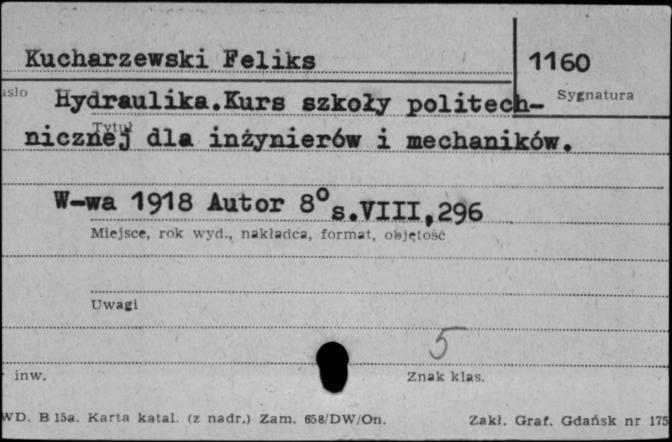 Kucharzewski Feliks
1160
asło
Sygnatura
Hydraulika.Kurs szkoły politech-
Tytuł
nicznej dla inżynierów i mechaników.
W-wa 1918 Autor 8° s.VIII,296
Miejsce, rok wyd., nakładca, format, objętość
Uwagi
5
inw.
Znak klas.
WD. B 15a. Karta katal. (z nadr.) Zam. 658/DW/On.
Zakł. Graf. Gdańsk nr 175